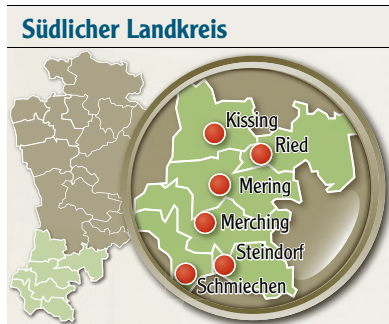 Südlicher Landkreis
Kissing
Ried
Mering
Merching
Steindorf
Schmiechen